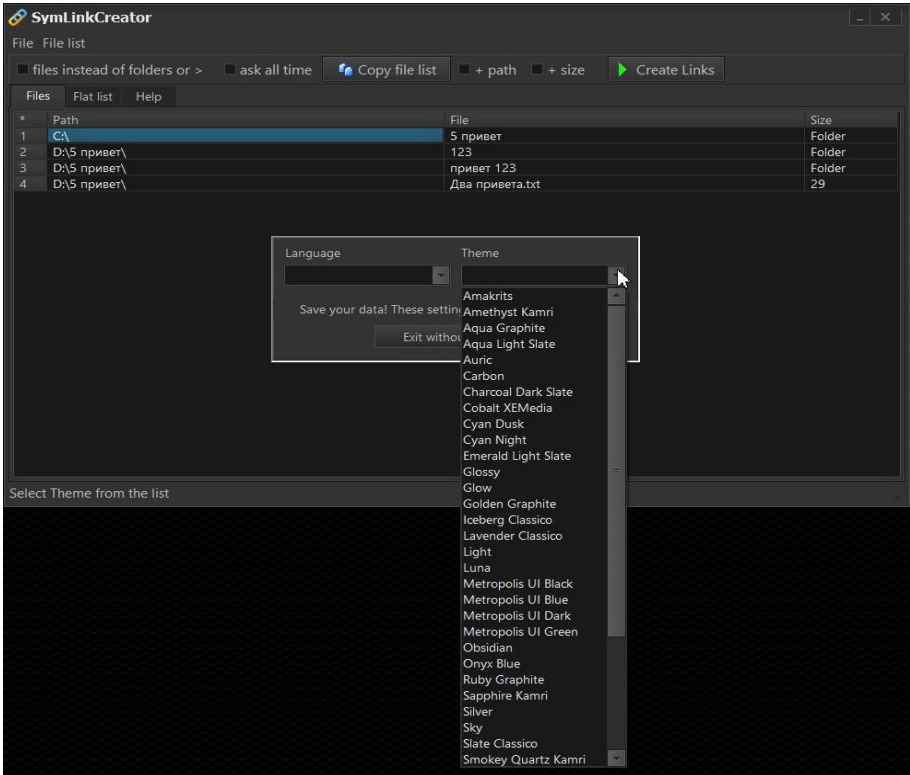 SymLinkCreator
File File list
files instead of folders or > ask all time Copy file list + path + size Create Links
Files Flat list Help
* Path File Size
1 C:\ 5 привет Folder
2 D:\5 привет\ 123 Folder
3 D:\5 привет\ привет 123 Folder
4 D:\5 привет\ Два привета.txt 29
Language Theme
Save your data! These
Exit
Amakrits
Amethyst Kamri
Aqua Graphite
Aqua Light Slate
Auric
Carbon
Charcoal Dark Slate
Cobalt XEMedia
Cyan Dusk
Cyan Night
Emerald Light Slate
Glossy
Glow
Golden Graphite
Iceberg Classico
Lavender Classico
Light
Luna
Metropolis UI Black
Metropolis UI Blue
Metropolis UI Dark
Metropolis UI Green
Obsidian
Onyx Blue
Ruby Graphite
Sapphire Kamri
Silver
Sky
Slate Classico
Smokey Quartz Kamri
Select Theme from the list